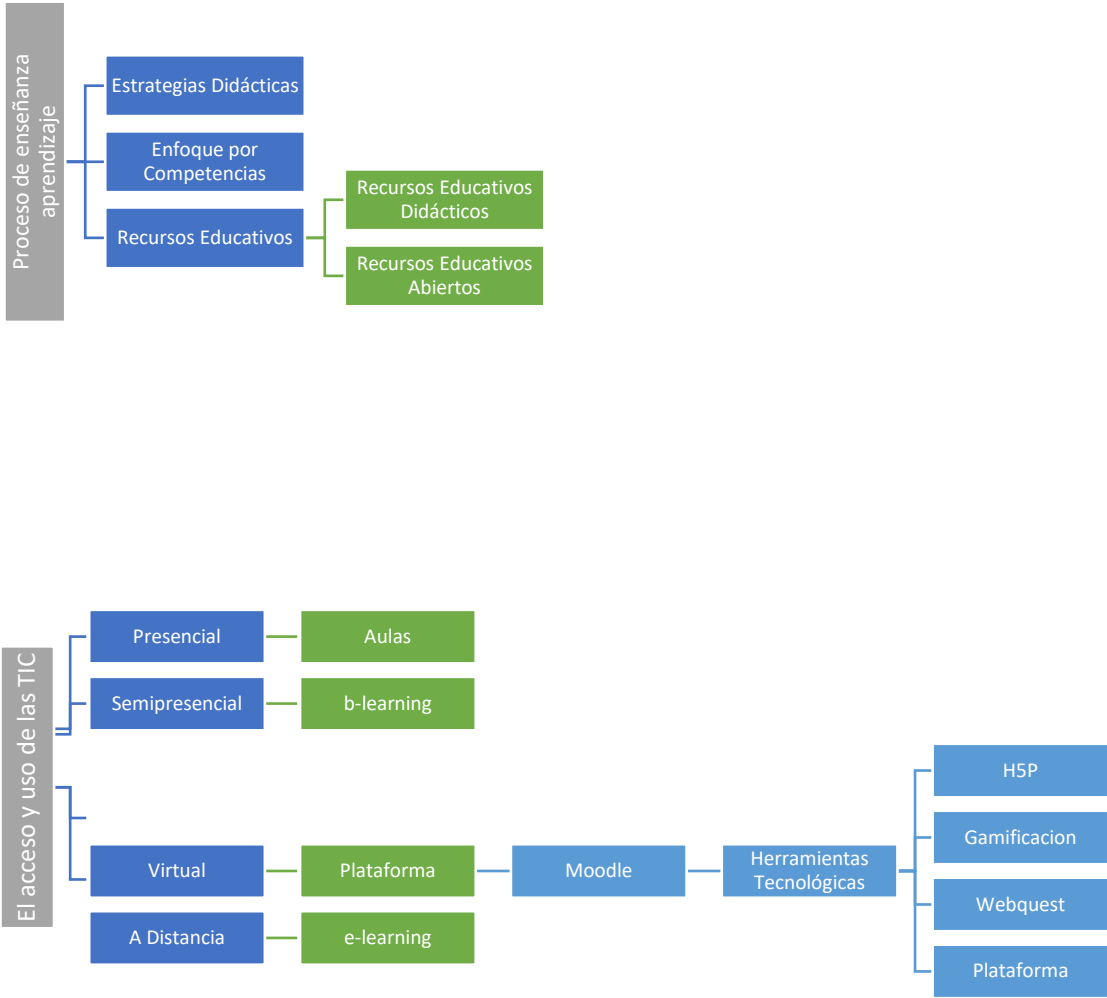 Proceso de enseñanza
aprendizaje
Estrategias Didácticas
Enfoque por
Competencias
Recursos Educativos
Recursos Educativos
Didácticos
Recursos Educativos
Abiertos
El acceso y uso de las TIC
Presencial
Aulas
Semipresencial
b-learning
Virtual
Plataforma
Moodle
Herramientas
Tecnológicas
H5P
Gamificacion
Webquest
Plataforma
A Distancia
e-learning